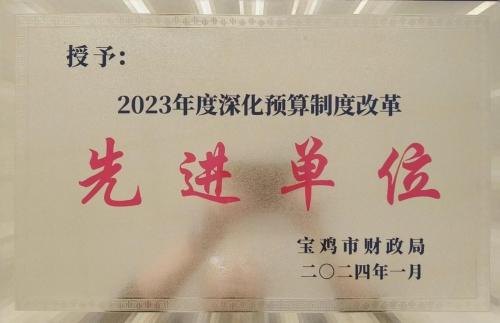 授予：
2023年度深化预算制度改革
先进单位
宝鸡市财政局
二〇二四年一月